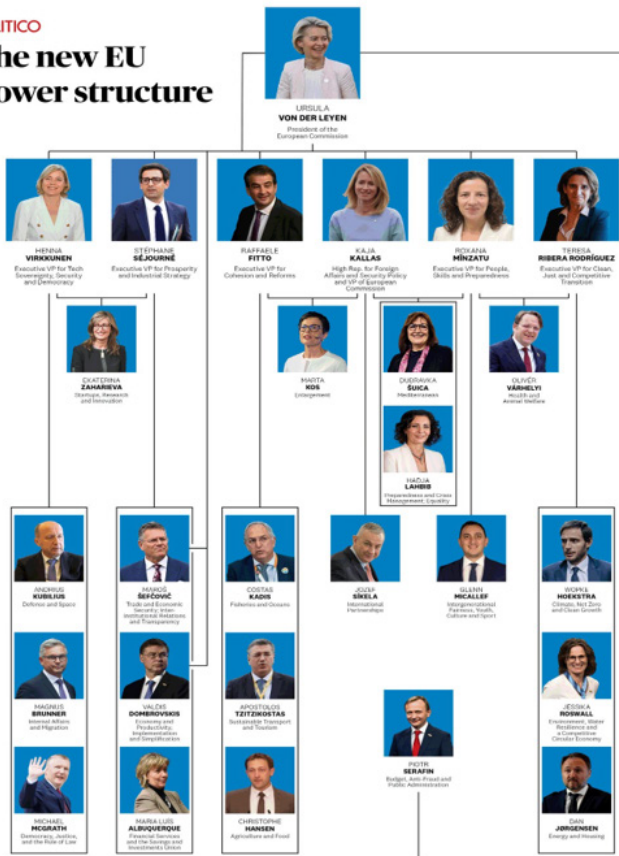 LITICO
he new EU
ower structure
URSULA
VON DER LEYEN
President of the
European Commission
HENNA
VIRKKUNEN
Executive VP for Tech
Sovereignty, Security
and Democracy
STÉPHANE
SÉJOURNÉ
Executive VP for Prosperity
and Industrial Strategy
RAFFAELE
FITTO
Executive VP for
Cohesion and Reforms
KAJA
KALLAS
High Rep. for Foreign
Affairs and Security Policy
and VP of European
Commission
ROXANA
MÎNZATU
Executive VP for People,
Skills and Preparedness
TERESA
RIBERA RODRÍGUEZ
Executive VP for Clean,
Just and Competitive
Transition
EKATERINA
ZAHARIEVA
Startups, Research
and Innovation
MARTA
KOS
Enlargement
DUBRAVKA
ŠUICA
Mediterranean
OLIVÉR
VÁRHELYI
Health and
Animal Welfare
HADJA
LAHBIB
Preparedness and Crisis
Management; Equality
ANDRIUS
KUBILIUS
Defence and Space
MAROŠ
ŠEFČOVIČ
Trade and Economic
Security; Inter-
institutional Relations
and Transparency
COSTAS
KADIS
Fisheries and Oceans
JOZEF
SÍKELA
International
Partnerships
GLENN
MICALLEF
Intergenerational
Fairness, Youth,
Culture and Sport
WOPKE
HOEKSTRA
Climate, Net Zero
and Clean Growth
MAGNUS
BRUNNER
Internal Affairs
and Migration
VALDIS
DOMBROVSKIS
Economy and
Productivity,
Implementation
and Simplification
APOSTOLOS
TZITZIKOSTAS
Sustainable Transport
and Tourism
PIOTR
SERAFIN
Budget, Anti-Fraud and
Public Administration
JESSIKA
ROSWALL
Environment, Water
Resilience and
a Competitive
Circular Economy
MICHAEL
MCGRATH
Democracy, Justice,
and the Rule of Law
MARIA LUÍS
ALBUQUERQUE
Financial Services
and the Savings and
Investments Union
CHRISTOPHE
HANSEN
Agriculture and Food
DAN
JØRGENSEN
Energy and Housing